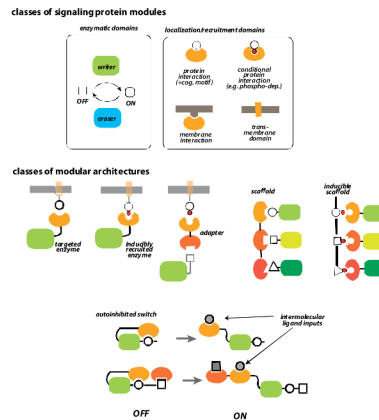 classes of signaling protein modules
enzymatic domains
localization/recruitment domains
writer
OFF
ON
eraser
protein
interaction
(+cog. motif)
conditional
protein
interaction
(e.g. phospho-dep.)
membrane
interaction
trans-
membrane
domain
classes of modular architectures
targeted
enzyme
inducibly
recruited
enzyme
adapter
scaffold
inducible
scaffold
autoinhibited switch
intermolecular
ligand inputs
OFF
ON